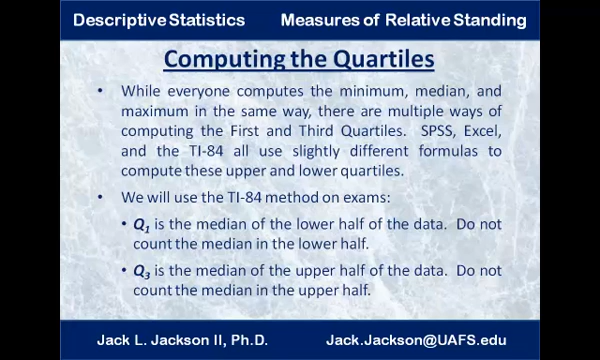 Descriptive Statistics Measures of Relative Standing
Computing the Quartiles
• While everyone computes the minimum, median, and
maximum in the same way, there are multiple ways of
computing the First and Third Quartiles. SPSS, Excel,
and the TI-84 all use slightly different formulas to
compute these upper and lower quartiles.
• We will use the TI-84 method on exams:
• Q1 is the median of the lower half of the data. Do not
count the median in the lower half.
• Q3 is the median of the upper half of the data. Do not
count the median in the upper half.
Jack L. Jackson II, Ph.D. Jack.Jackson@UAFS.edu